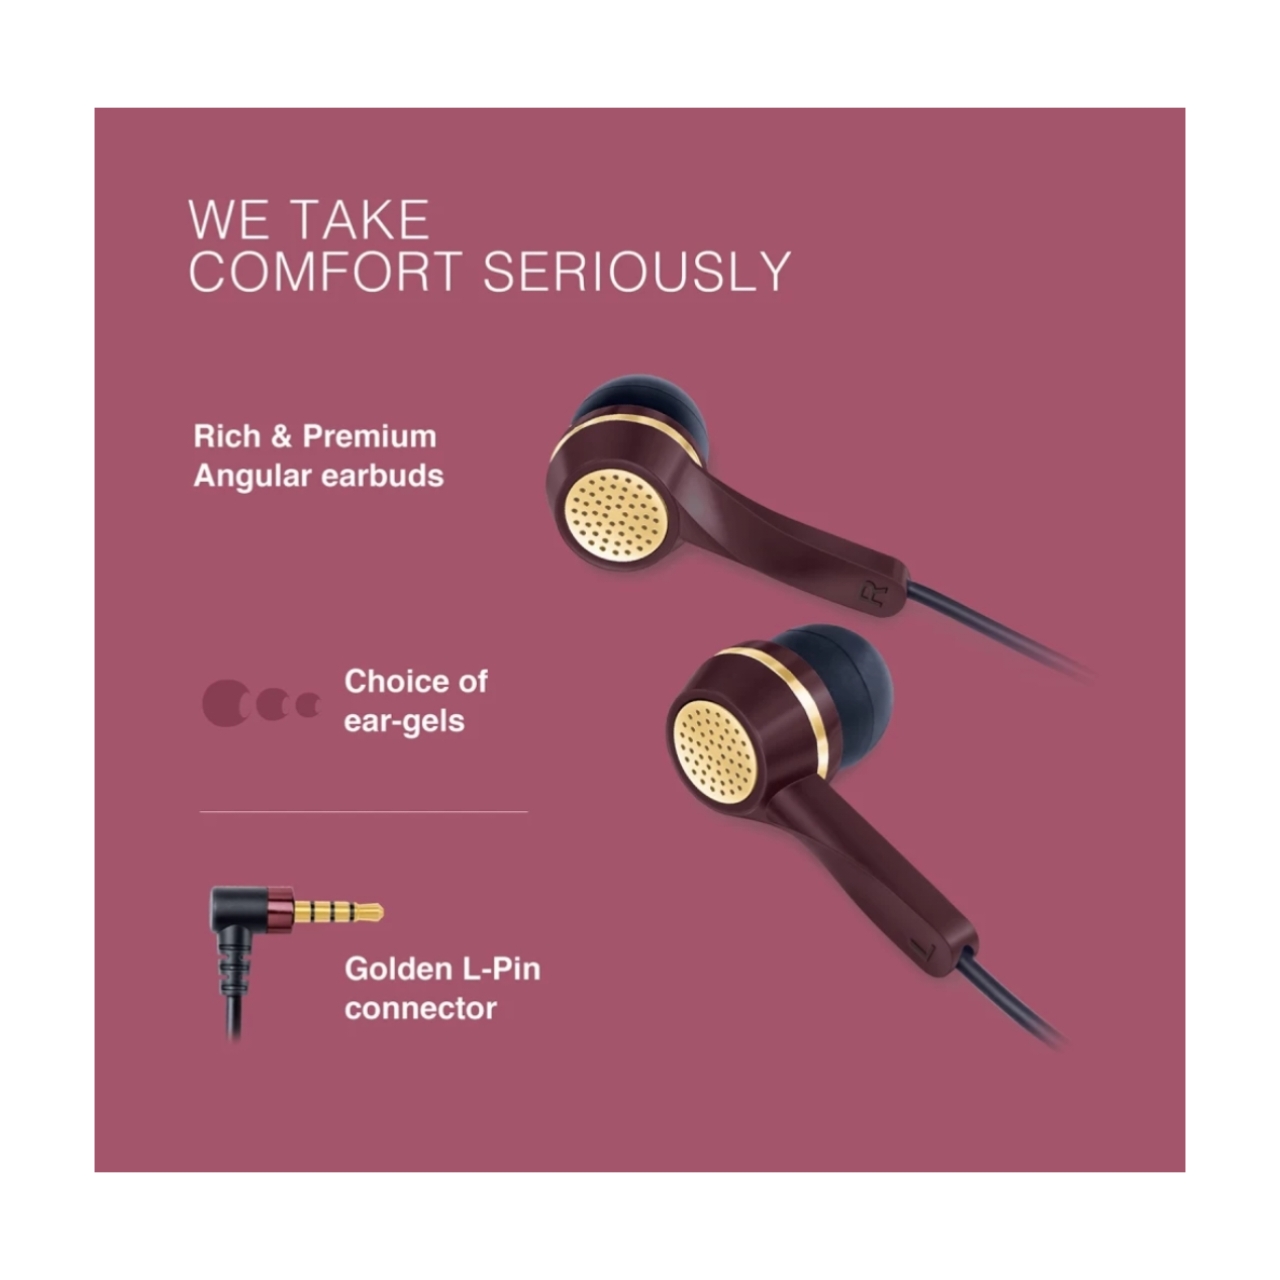 WE TAKE
COMFORT SERIOUSLY
Rich & Premium
Angular earbuds
R
Choice of
ear-gels
L
Golden L-Pin
connector